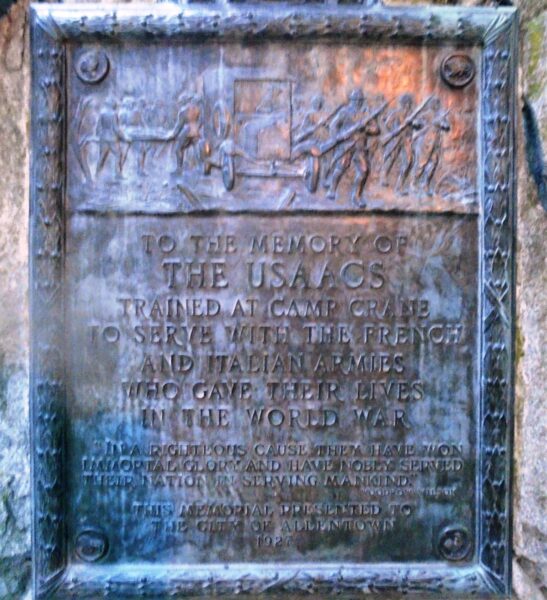 TO THE MEMORY OF
THE USAACS
TRAINED AT CAMP CRANE
TO SERVE WITH THE FRENCH
AND ITALIAN ARMIES
WHO GAVE THEIR LIVES
IN THE WORLD WAR
"IN A RIGHTEOUS CAUSE THEY HAVE WON
IMMORTAL GLORY AND HAVE NOBLY SERVED
THEIR NATION IN SERVING MANKIND."
THIS MEMORIAL PRESENTED TO
THE CITY OF ALLENTOWN
1927